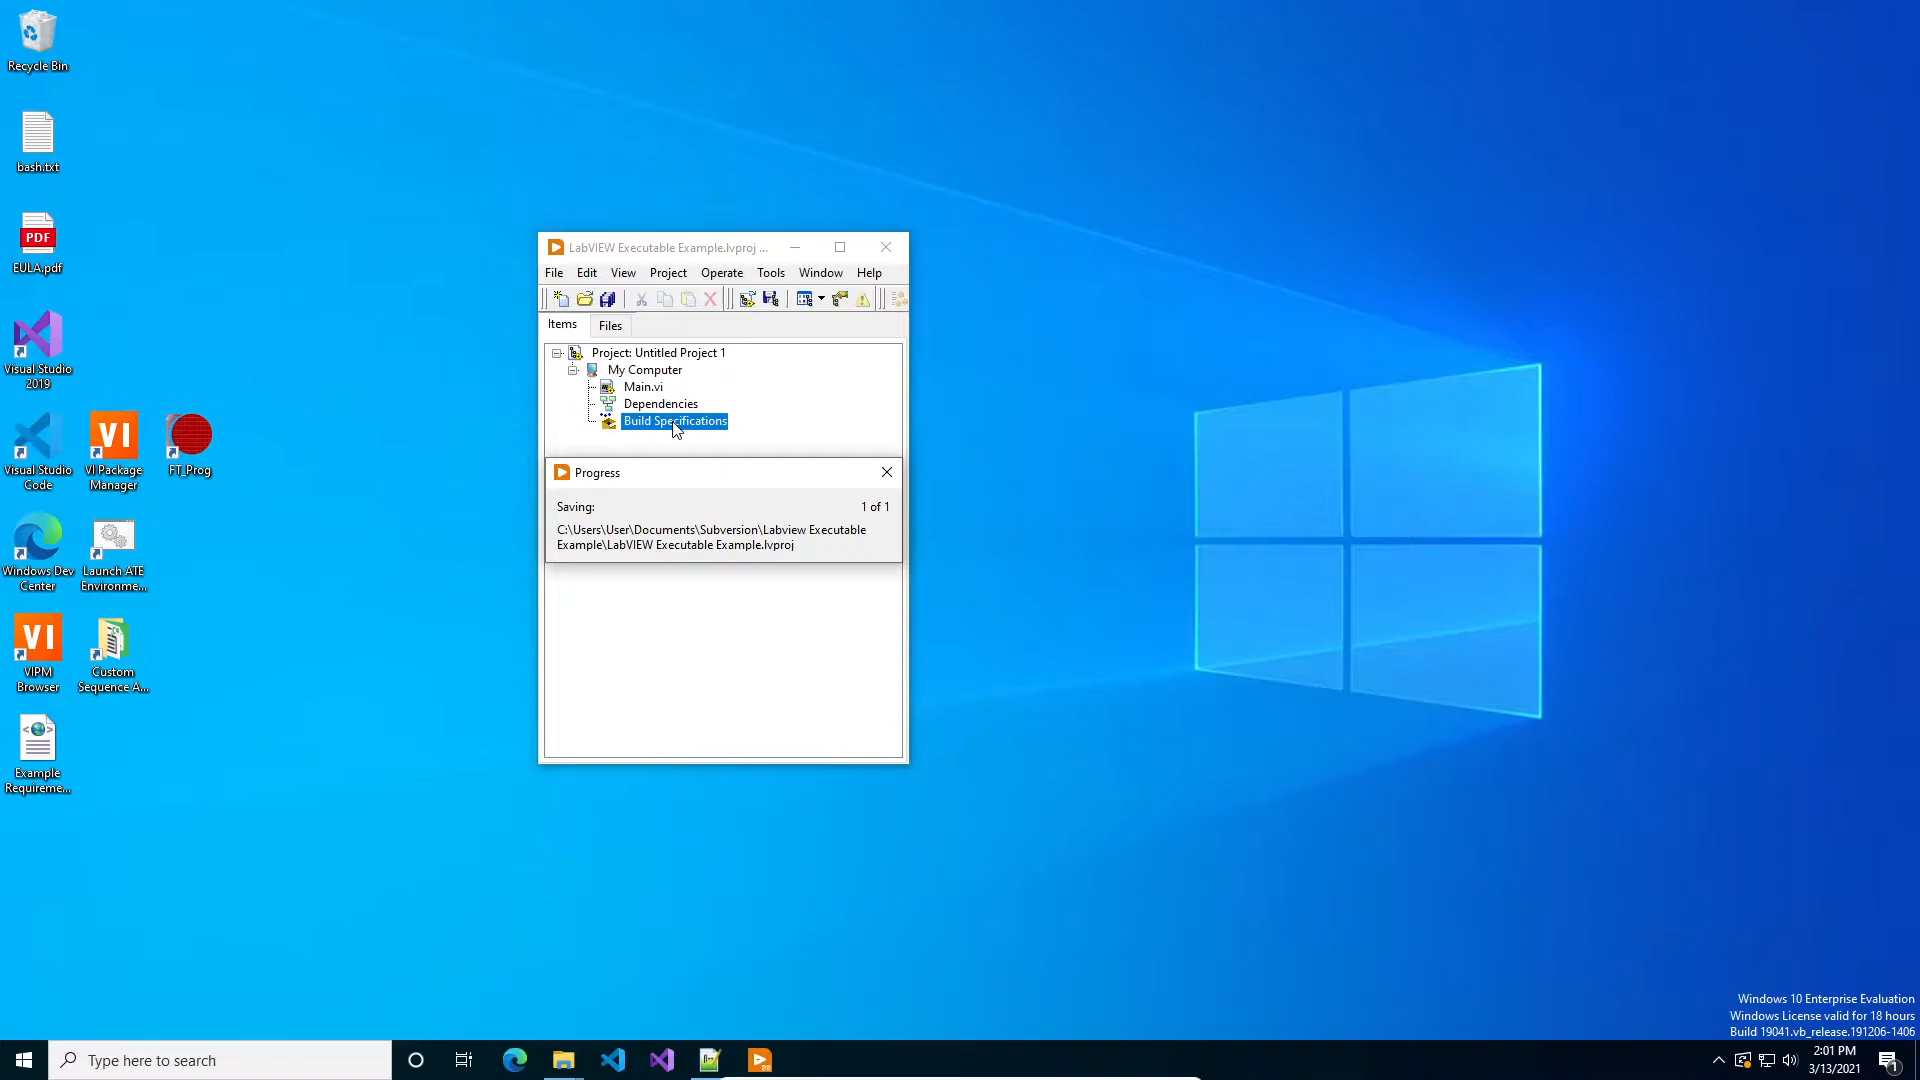 Recycle Bin
bash.txt
PDF
EULA.pdf
Visual Studio
2019
Visual Studio
Code
VI
VI Package
Manager
FT_Prog
Windows Dev
Center
Launch ATE
Environme...
VI
VIPM
Browser
Custom
Sequence A...
Example
Requireme...
LabVIEW Executable Example.lvproj ...
File Edit View Project Operate Tools Window Help
Items Files
Project: Untitled Project 1
My Computer
Main.vi
Dependencies
Build Specifications
Progress
Saving: 1 of 1
C:\Users\User\Documents\Subversion\Labview Executable
Example\LabVIEW Executable Example.lvproj
Windows 10 Enterprise Evaluation
Windows License valid for 18 hours
Build 19041.vb_release.191206-1406
Type here to search
2:01 PM
3/13/2021
1